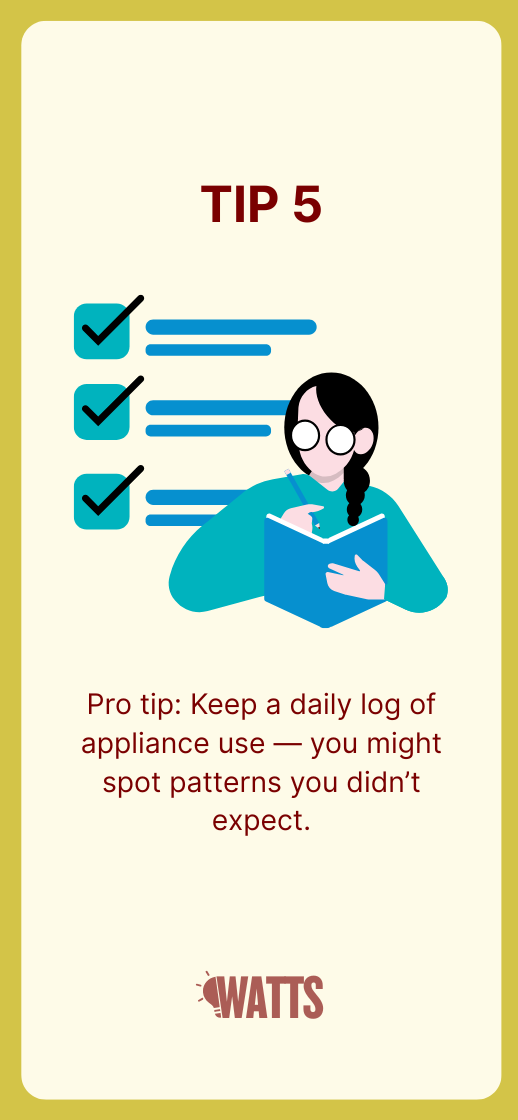 TIP 5
Pro tip: Keep a daily log of
appliance use — you might
spot patterns you didn’t
expect.
WATTS